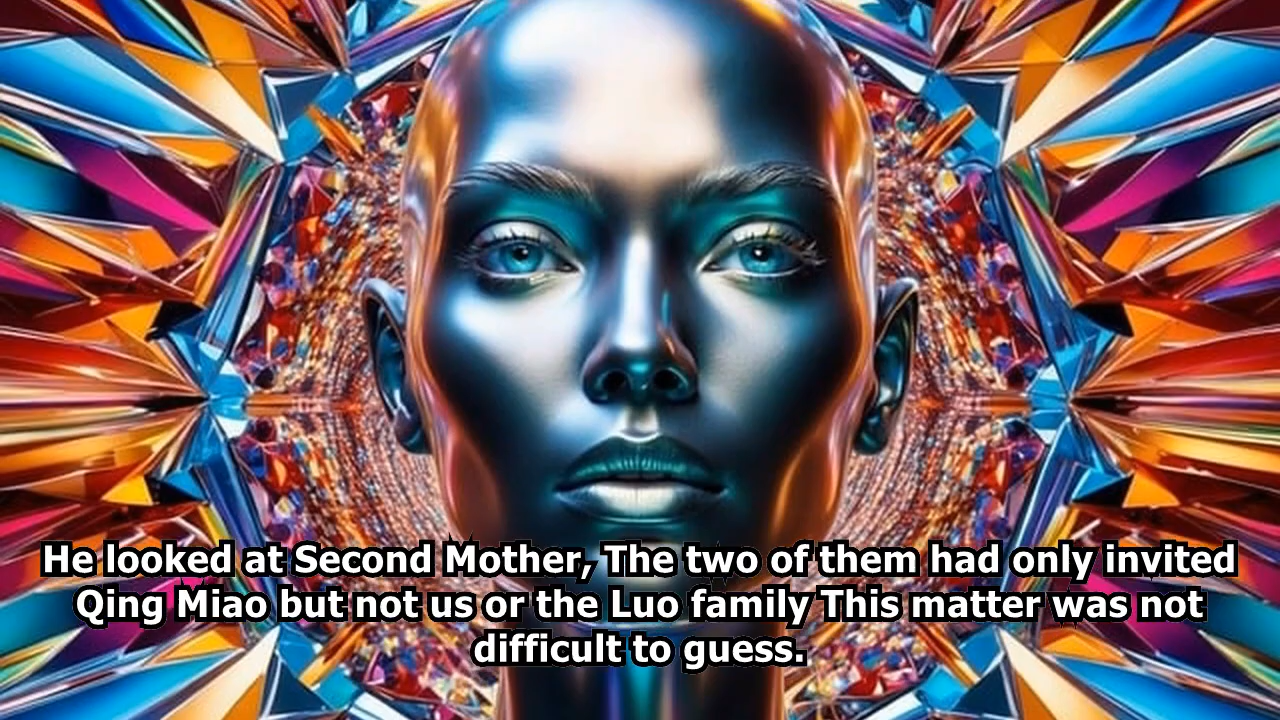 He looked at Second Mother, The two of them had only invited
Qing Miao but not us or the Luo family This matter was not
difficult to guess.